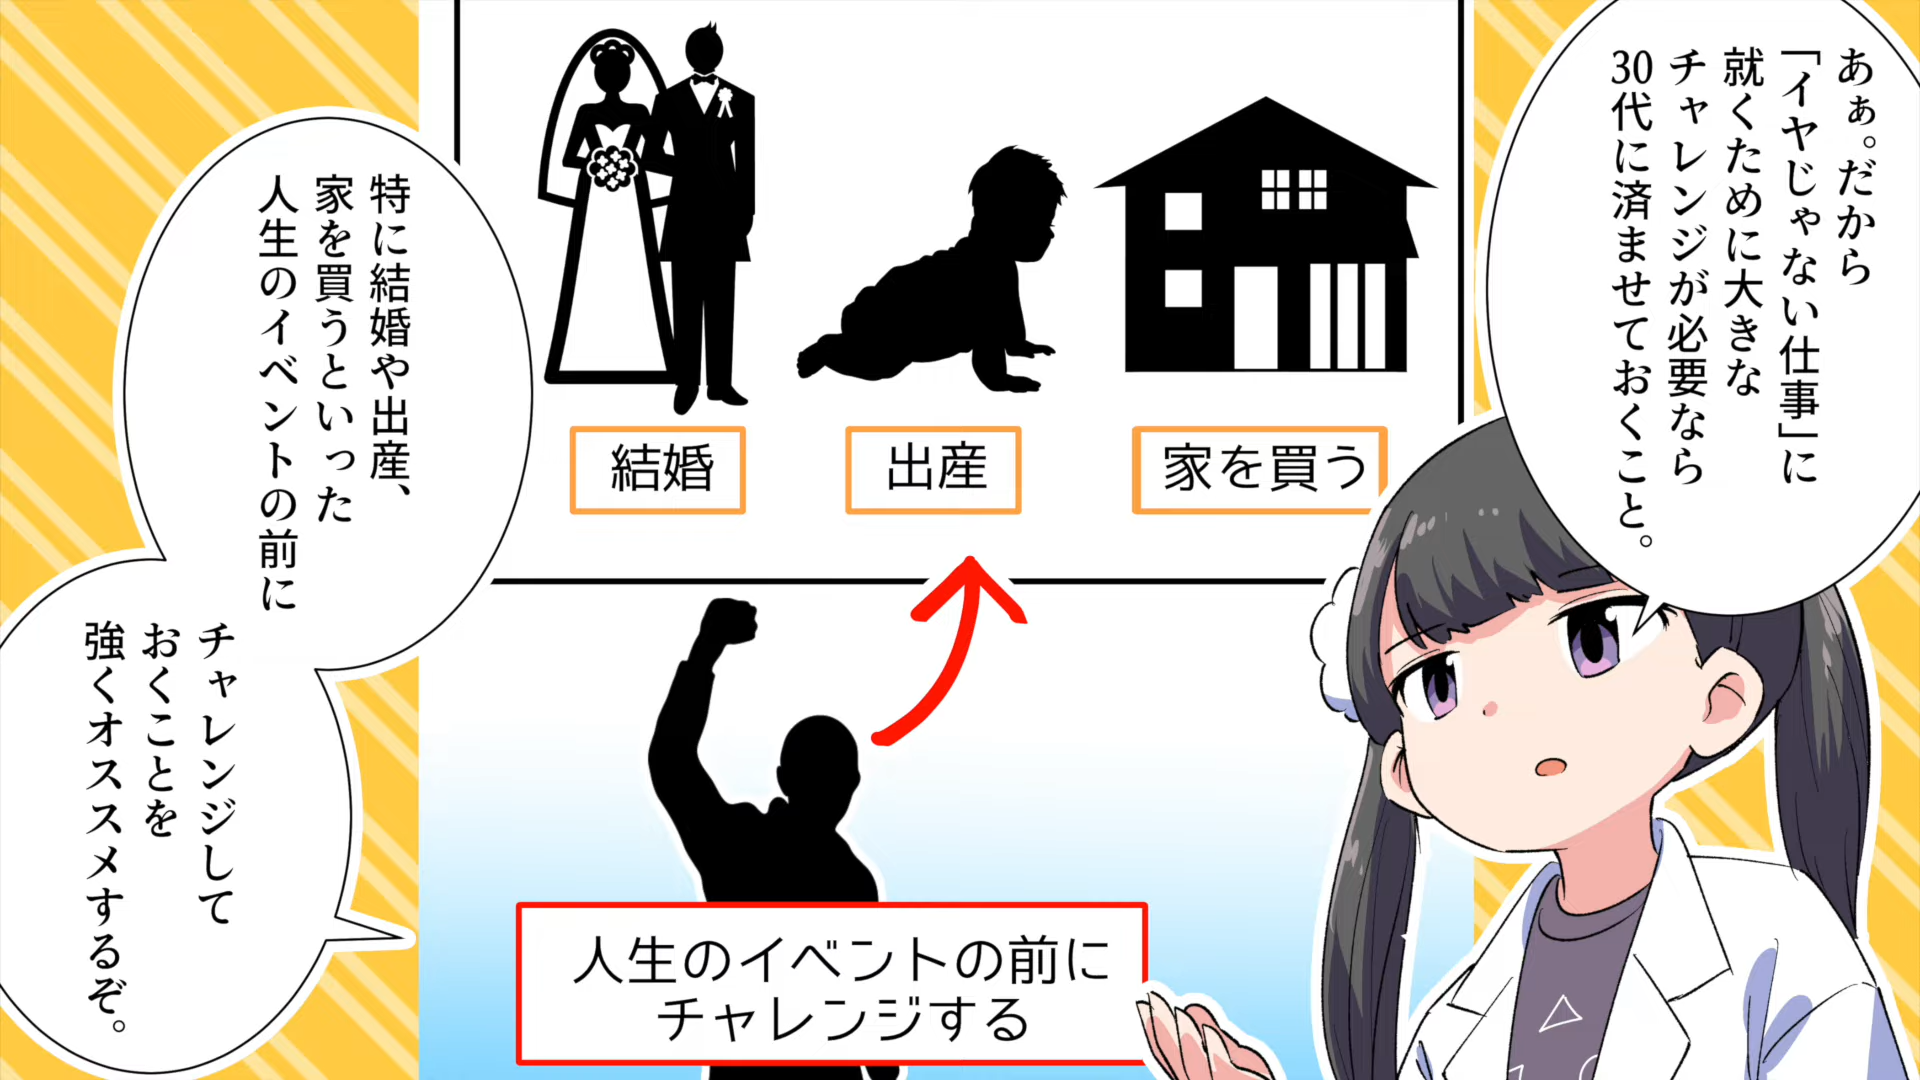 あぁ。だから
「イヤじゃない仕事」に
就くために大きな
チャレンジが必要なら
30代に済ませておくこと。
結婚
出産
家を買う
特に結婚や出産、
家を買うといった
人生のイベントの前に
チャレンジして
おくことを
強くオススメするぞ。
人生のイベントの前に
チャレンジする